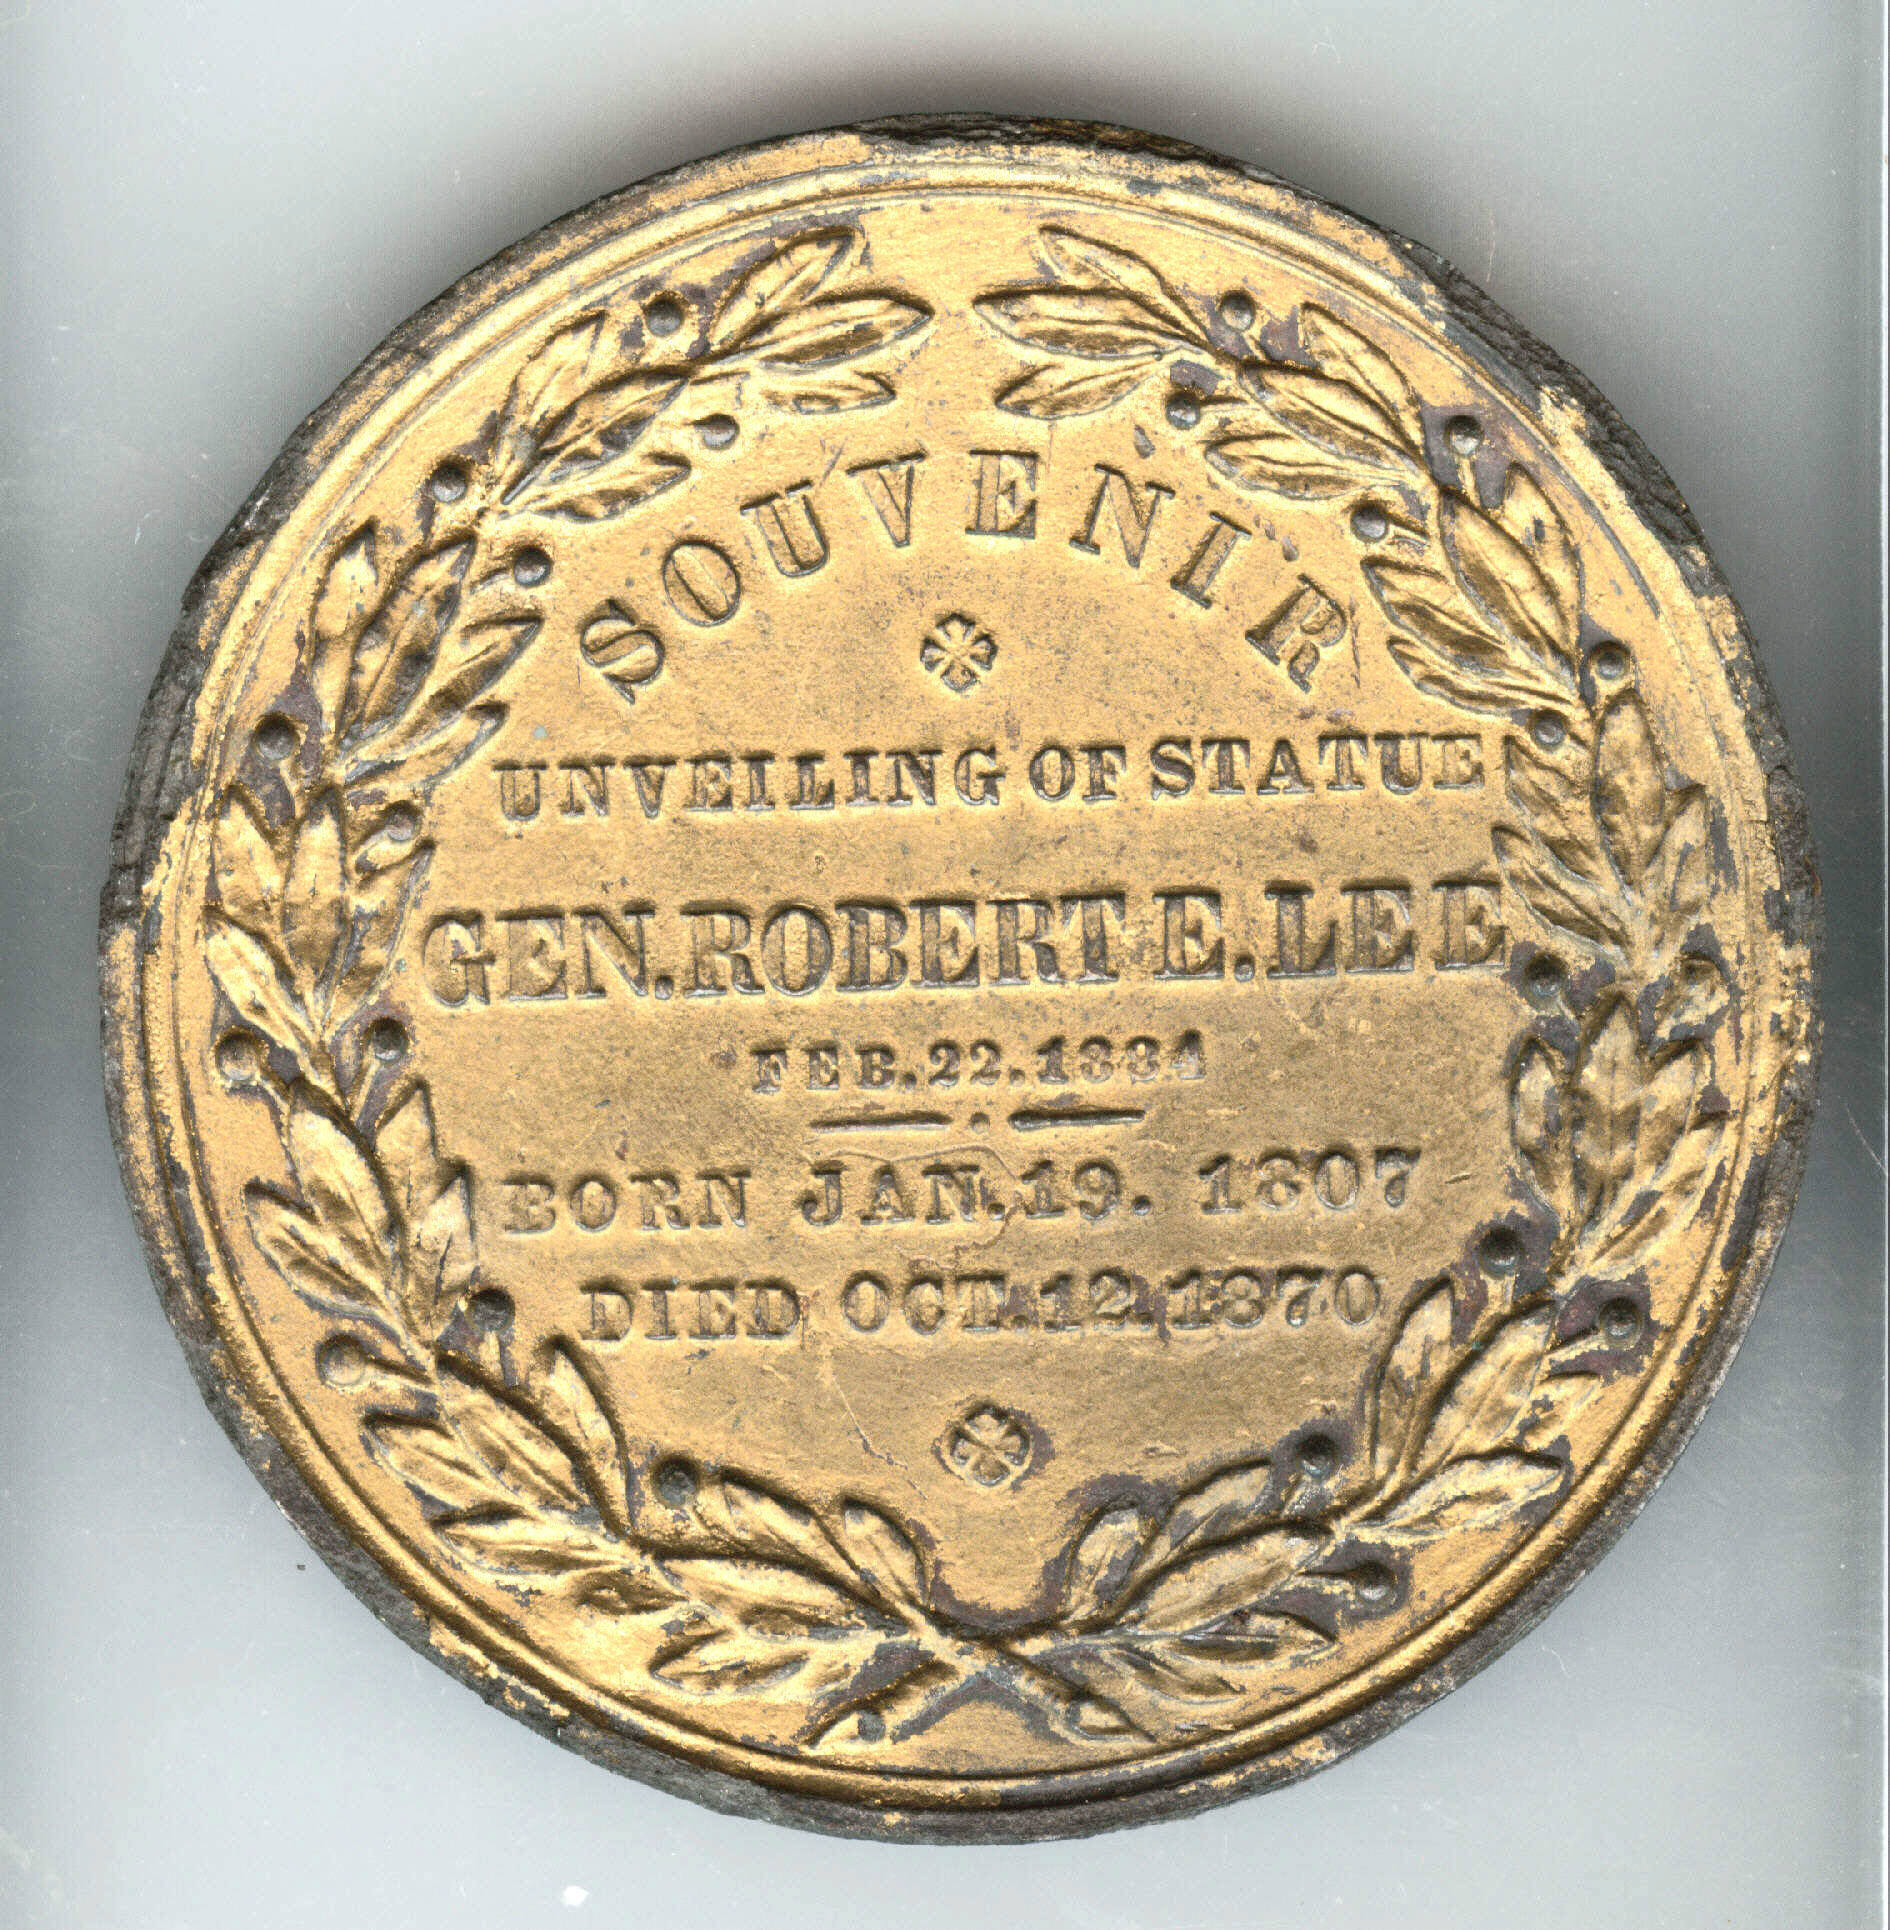 SOUVENIR
UNVEILING OF STATUE
GEN. ROBERT E. LEE
FEB. 22. 1884
BORN JAN. 19. 1807
DIED OCT. 12. 1870